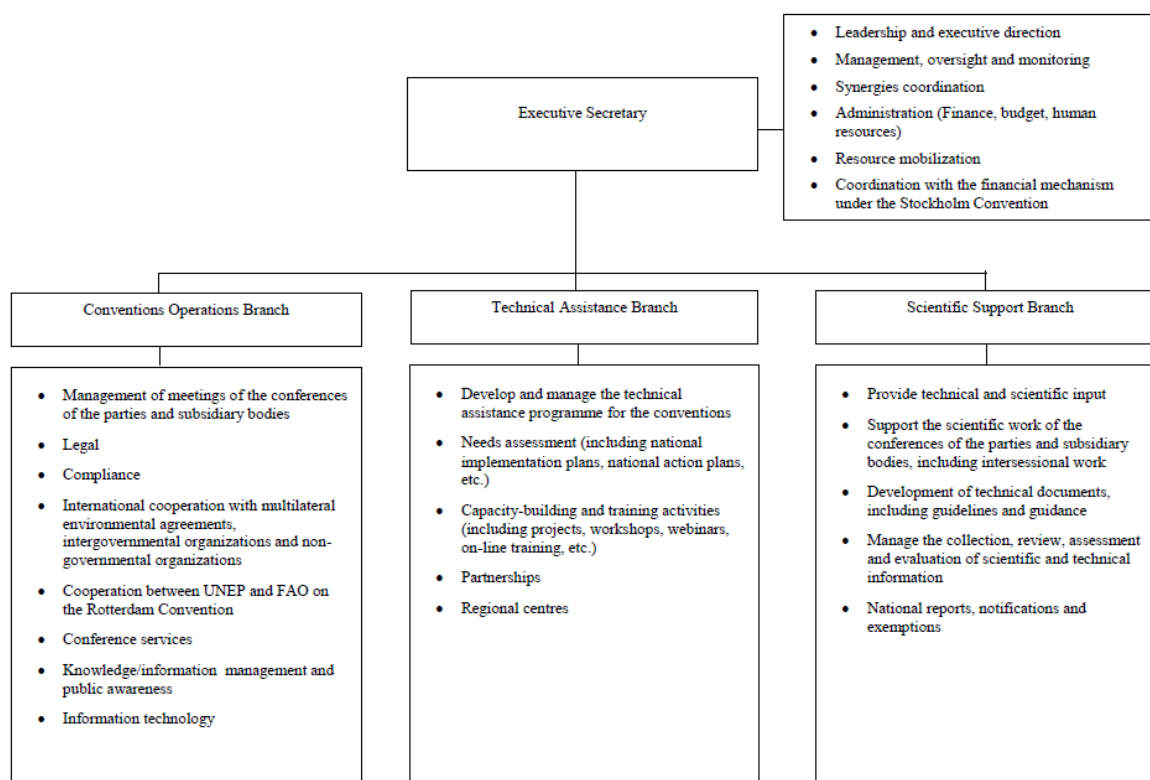 Executive Secretary
• Leadership and executive direction
• Management, oversight and monitoring
• Synergies coordination
• Administration (Finance, budget, human
resources)
• Resource mobilization
• Coordination with the financial mechanism
under the Stockholm Convention
Conventions Operations Branch
• Management of meetings of the conferences
of the parties and subsidiary bodies
• Legal
• Compliance
• International cooperation with multilateral
environmental agreements,
intergovernmental organizations and non-
governmental organizations
• Cooperation between UNEP and FAO on
the Rotterdam Convention
• Conference services
• Knowledge/information management and
public awareness
• Information technology
Technical Assistance Branch
• Develop and manage the technical
assistance programme for the conventions
• Needs assessment (including national
implementation plans, national action plans,
etc.)
• Capacity-building and training activities
(including projects, workshops, webinars,
on-line training, etc.)
• Partnerships
• Regional centres
Scientific Support Branch
• Provide technical and scientific input
• Support the scientific work of the
conferences of the parties and subsidiary
bodies, including intersessional work
• Development of technical documents,
including guidelines and guidance
• Manage the collection, review, assessment
and evaluation of scientific and technical
information
• National reports, notifications and
exemptions